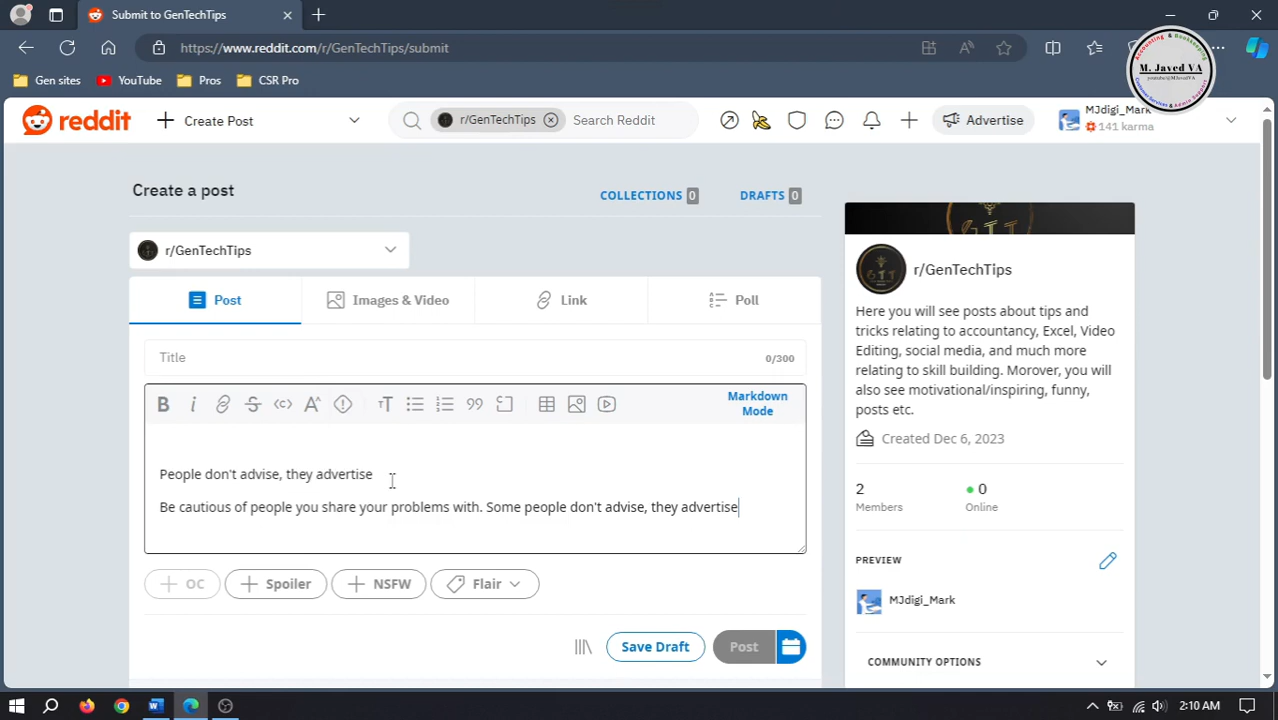 Submit to GenTechTips
https://www.reddit.com/r/GenTechTips/submit
Gen sites
YouTube
Pros
CSR Pro
Accounting & Bookkeeping
M. Javed VA
youtube@MJavedVA
reddit
Create Post
r/GenTechTips
Search Reddit
Advertise
MJdigi_Mark
141 karma
Create a post
COLLECTIONS 0
DRAFTS 0
r/GenTechTips
Post
Images & Video
Link
Poll
Title
0/300
Markdown
Mode
People don't advise, they advertise
Be cautious of people you share your problems with. Some people don't advise, they advertise
OC
Spoiler
NSFW
Flair
Save Draft
Post
r/GenTechTips
Here you will see posts about tips and
tricks relating to accountancy, Excel, Video
Editing, social media, and much more
relating to skill building. Morover, you will
also see motivational/inspiring, funny,
posts etc.
Created Dec 6, 2023
2
Members
0
Online
PREVIEW
MJdigi_Mark
COMMUNITY OPTIONS
2:10 AM